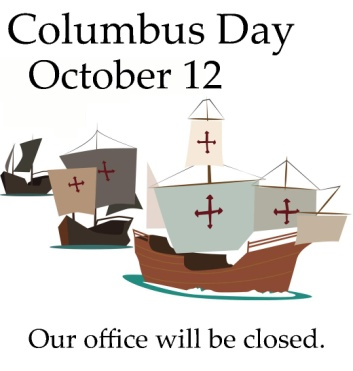 Columbus Day
October 12
Our office will be closed.